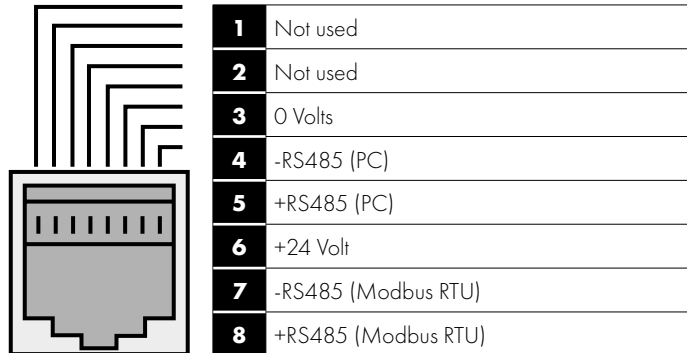 1 Not used
2 Not used
3 0 Volts
4 -RS485 (PC)
5 +RS485 (PC)
6 +24 Volt
7 -RS485 (Modbus RTU)
8 +RS485 (Modbus RTU)